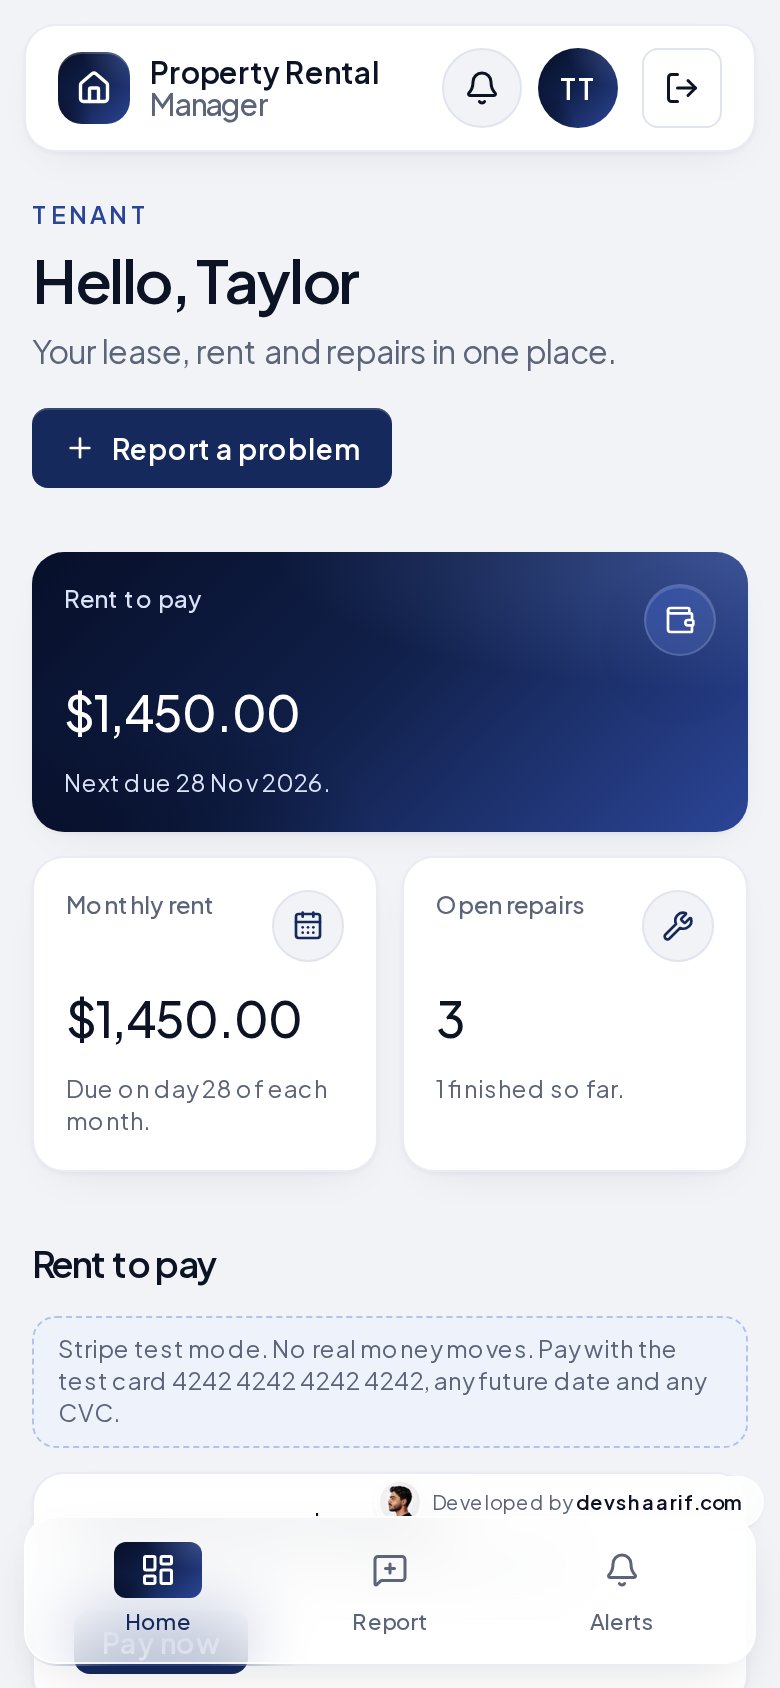 Property Rental
Manager
TT
TENANT
Hello, Taylor
Your lease, rent and repairs in one place.
Report a problem
Rent to pay
$1,450.00
Next due 28 Nov 2026.
Monthly rent
$1,450.00
Due on day 28 of each
month.
Open repairs
3
1 finished so far.
Rent to pay
Stripe test mode. No real money moves. Pay with the
test card 4242 4242 4242 4242, any future date and any
CVC.
Developed by devshaarif.com
Home
Report
Alerts
Pay now